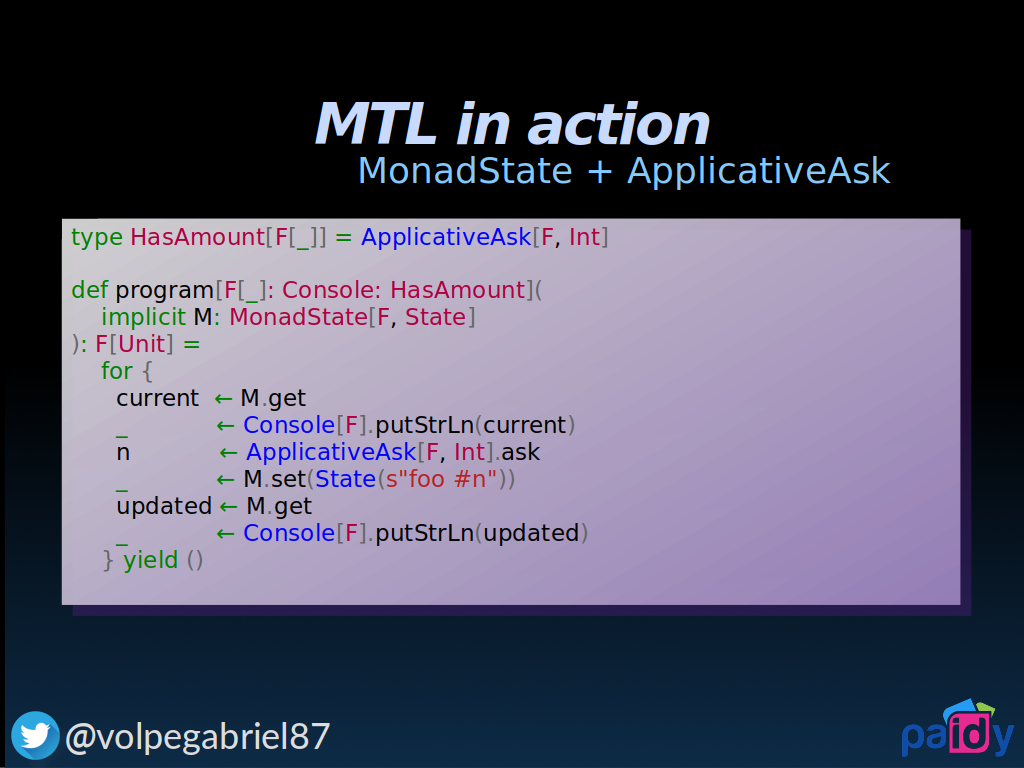 MTL in action
MonadState + ApplicativeAsk
type HasAmount[F[_]] = ApplicativeAsk[F, Int]
def program[F[_]: Console: HasAmount](
implicit M: MonadState[F, State]
): F[Unit] =
for {
current ← M.get
_ ← Console[F].putStrLn(current)
n ← ApplicativeAsk[F, Int].ask
_ ← M.set(State(s"foo #n"))
updated ← M.get
_ ← Console[F].putStrLn(updated)
} yield ()
@volpegabriel87
paidy